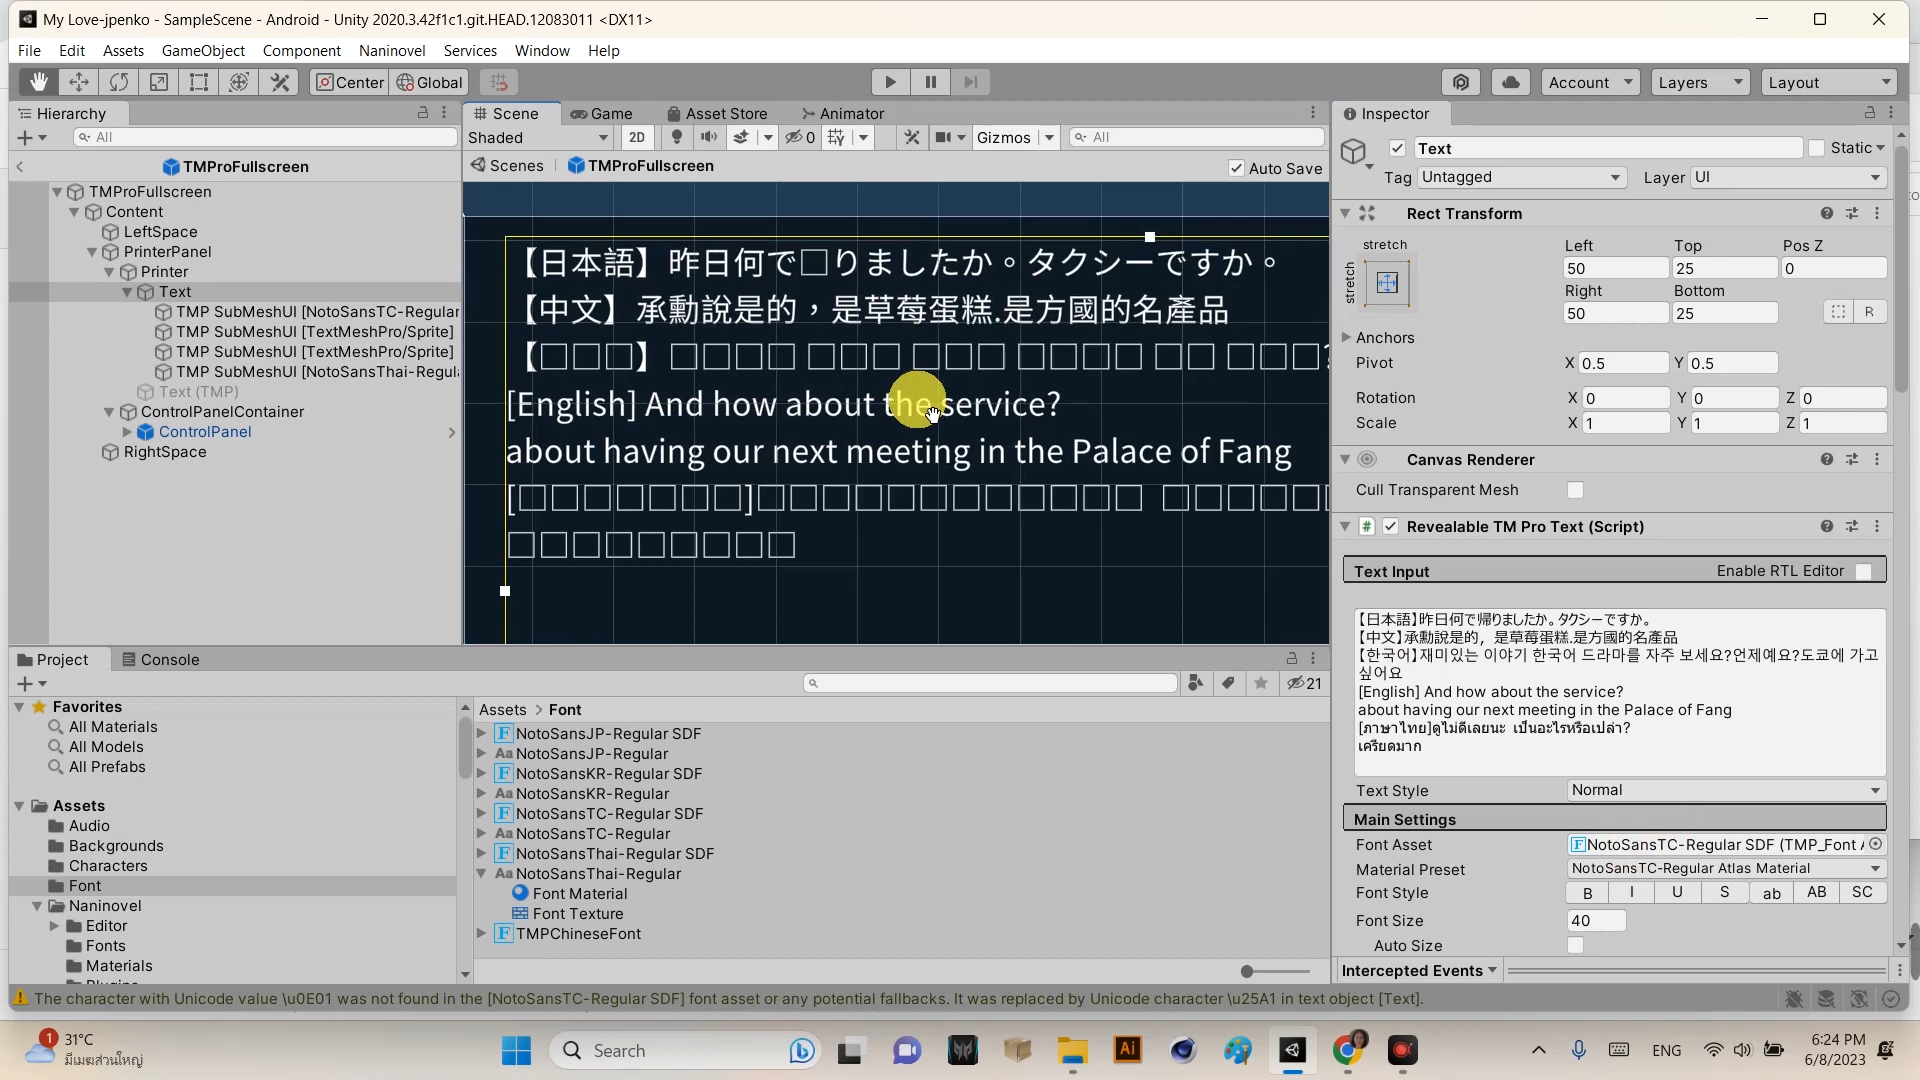 My Love-jpenko - SampleScene - Android - Unity 2020.3.42f1c1.git.HEAD.12083011 <DX11>
File Edit Assets GameObject Component Naninovel Services Window Help
Center Global Account Layers Layout
Hierarchy
All
TMProFullscreen
TMProFullscreen
Content
LeftSpace
PrinterPanel
Printer
Text
TMP SubMeshUI [NotoSansTC-Regular
TMP SubMeshUI [TextMeshPro/Sprite]
TMP SubMeshUI [TextMeshPro/Sprite]
TMP SubMeshUI [NotoSansThai-Regula
Text (TMP)
ControlPanelContainer
ControlPanel
RightSpace
Scene Game Asset Store Animator
Shaded 2D 0 Gizmos All
Scenes TMProFullscreen Auto Save
【日本語】昨日何で□りましたか。タクシーですか。
【中文】承勳說是的，是草莓蛋糕.是方國的名產品
【□□□】□□□□ □□□ □□□ □□□□ □□ □□□?
[English] And how about the service?
about having our next meeting in the Palace of Fang
[□□□□□□□]□□□□□□□□□□□□ □□□□□
□□□□□□□□□
Inspector
Text Static
Tag Untagged Layer UI
Rect Transform
stretch
stretch
Left Top Pos Z
50 25 0
Right Bottom
50 25 R
Anchors
Pivot X 0.5 Y 0.5
Rotation X 0 Y 0 Z 0
Scale X 1 Y 1 Z 1
Canvas Renderer
Cull Transparent Mesh
# Revealable TM Pro Text (Script)
Text Input Enable RTL Editor
【日本語】昨日何で帰りましたか。タクシーですか。
【中文】承勳說是的，是草莓蛋糕.是方國的名產品
【한국어】재미있는 이야기 한국어 드라마를 자주 보세요?언제예요?도쿄에 가고
싶어요
[English] And how about the service?
about having our next meeting in the Palace of Fang
[ภาษาไทย]ดูไม่ดีเลยนะ เป็นอะไรหรือเปล่า?
เครียดมาก
Text Style Normal
Main Settings
Font Asset NotoSansTC-Regular SDF (TMP_Font A
Material Preset NotoSansTC-Regular Atlas Material
Font Style B I U S ab AB SC
Font Size 40
Auto Size
Intercepted Events
Project Console
21
Favorites
All Materials
All Models
All Prefabs
Assets
Audio
Backgrounds
Characters
Font
Naninovel
Editor
Fonts
Materials
Assets > Font
NotoSansJP-Regular SDF
Aa NotoSansJP-Regular
NotoSansKR-Regular SDF
Aa NotoSansKR-Regular
NotoSansTC-Regular SDF
Aa NotoSansTC-Regular
NotoSansThai-Regular SDF
Aa NotoSansThai-Regular
Font Material
Font Texture
TMPChineseFont
The character with Unicode value \u0E01 was not found in the [NotoSansTC-Regular SDF] font asset or any potential fallbacks. It was replaced by Unicode character \u25A1 in text object [Text].
1
31°C
มีเมฆส่วนใหญ่
Search
Ai
ENG
6:24 PM
6/8/2023